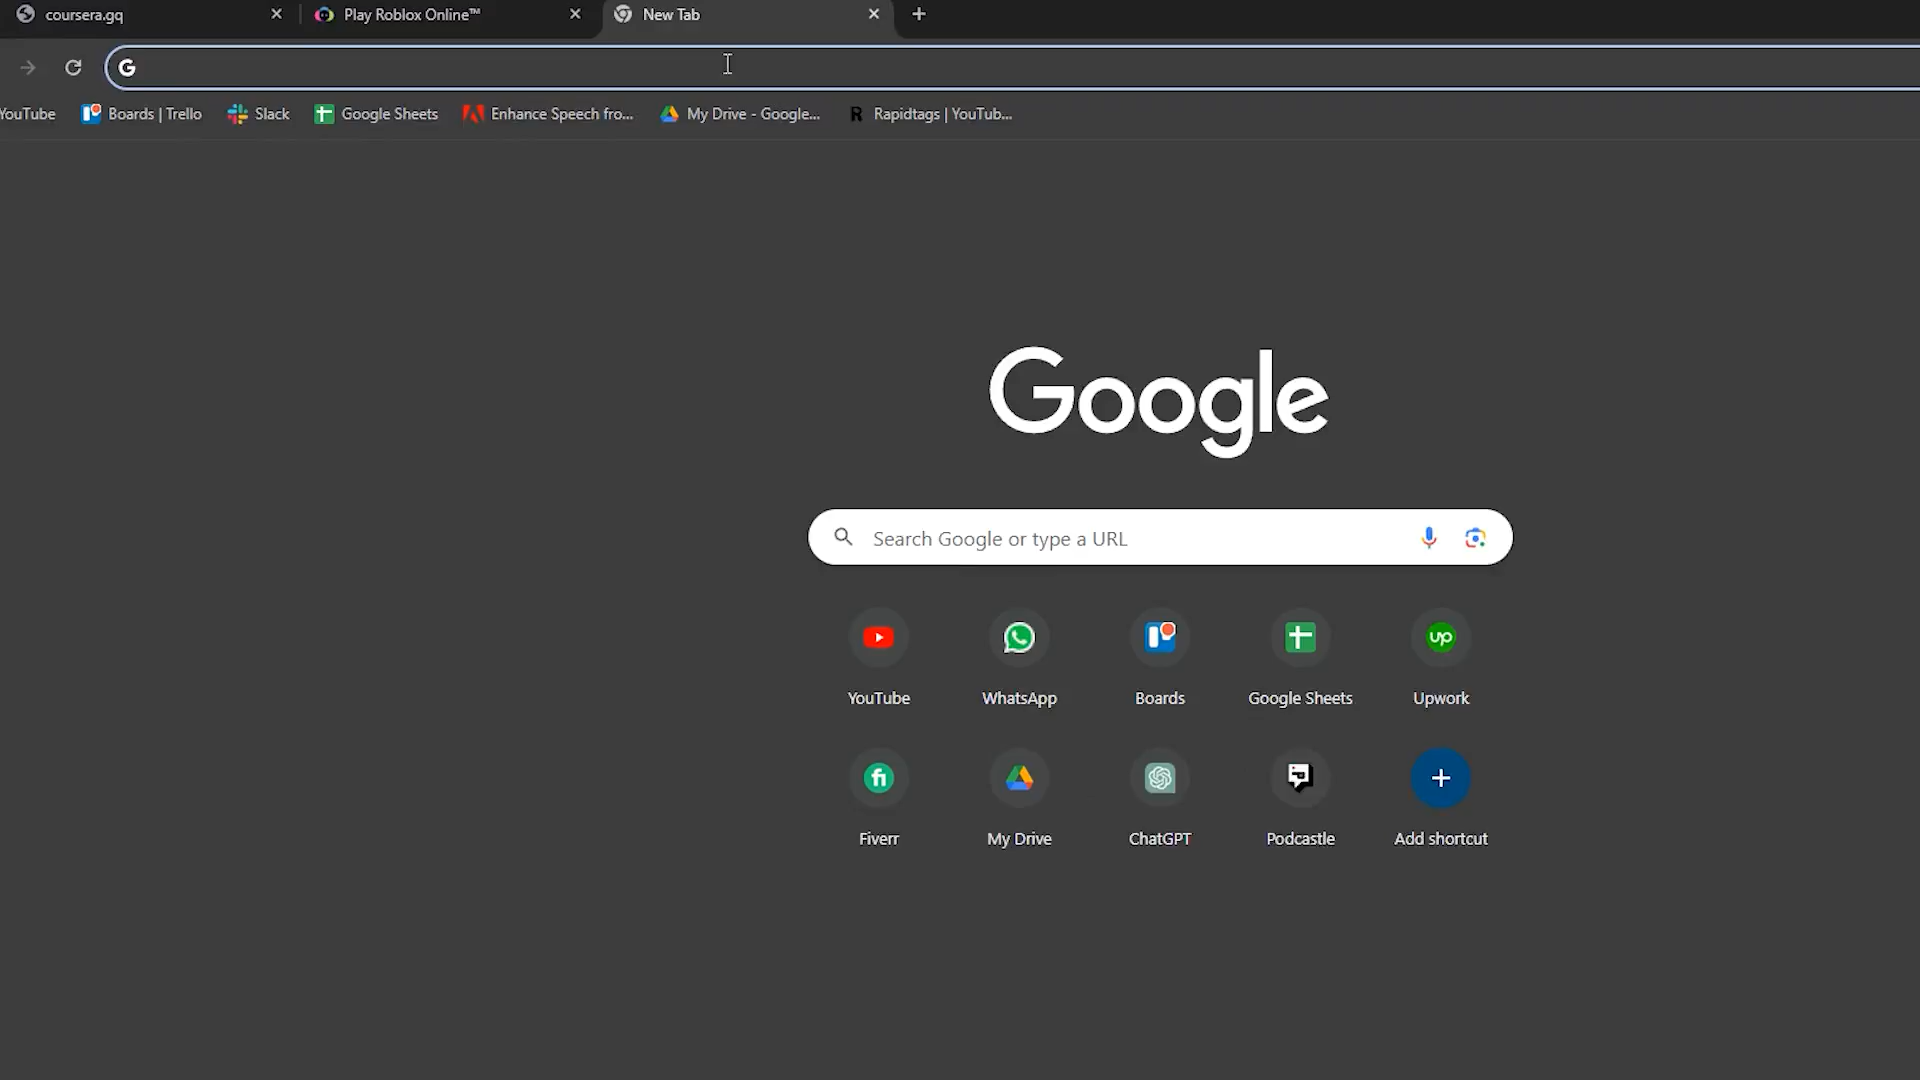 coursera.gq
Play Roblox Online™
New Tab
YouTube
Boards | Trello
Slack
Google Sheets
Enhance Speech fro...
My Drive - Google...
Rapidtags | YouTub...
Google
Search Google or type a URL
YouTube
WhatsApp
Boards
Google Sheets
Upwork
Fiverr
My Drive
ChatGPT
Podcastle
Add shortcut